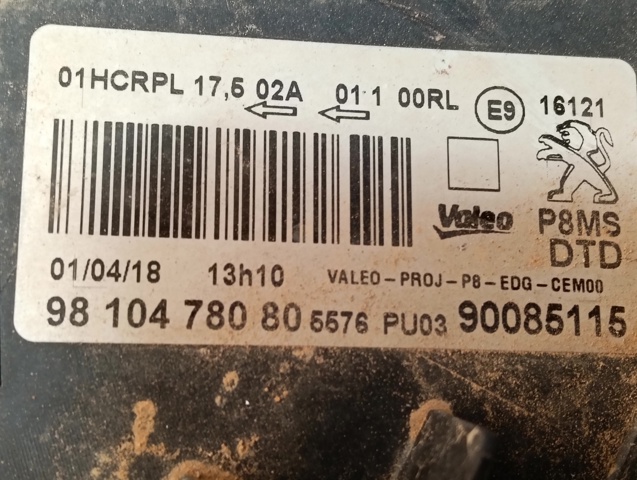 01HCRPL 17,5 02A 01 1 00RL E9 16121
Valeo P8MS
DTD
01/04/18 13h10 VALEO-PROJ-P8-EDG-CEM00
98 104 780 80 5576 PU03 90085115